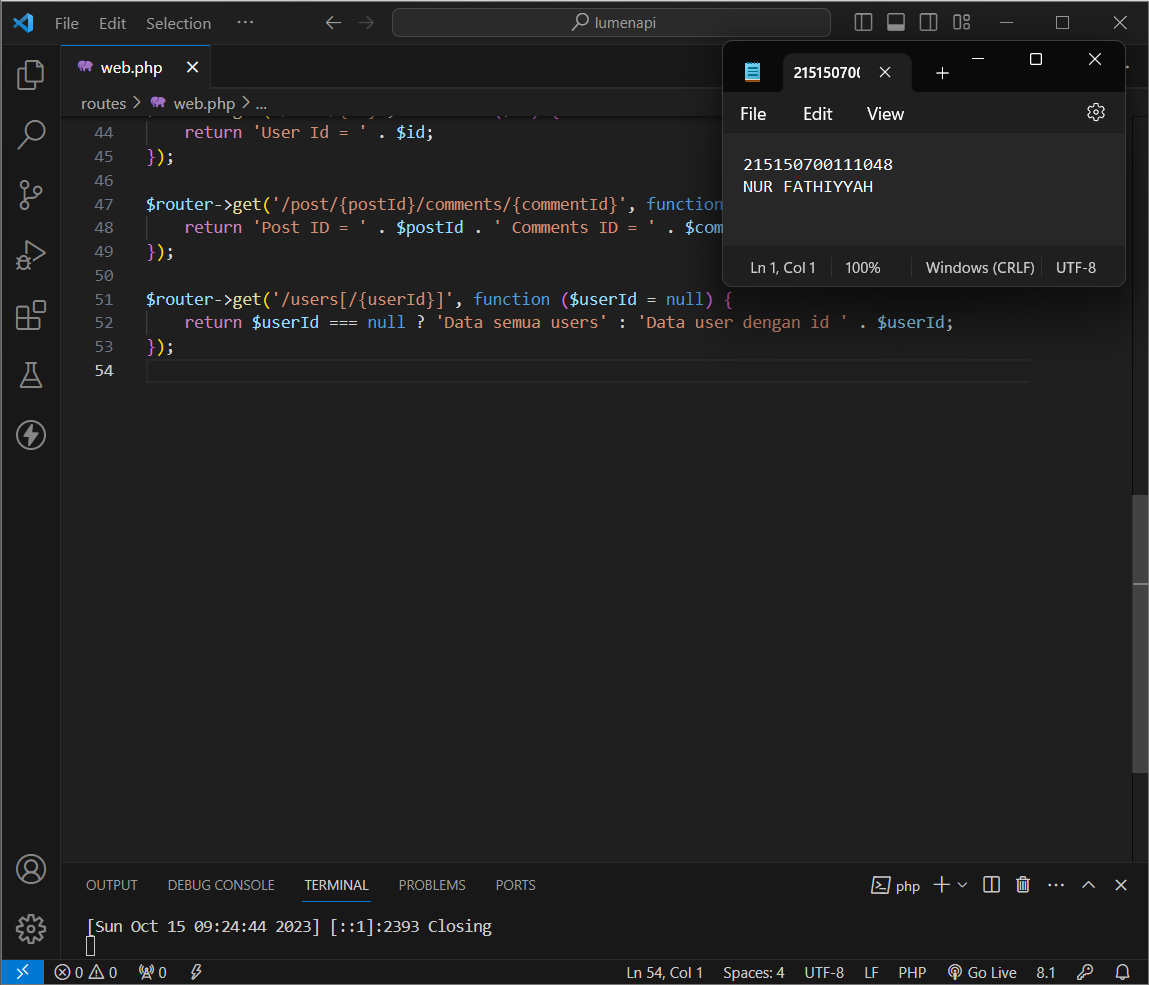 File Edit Selection ··· lumenapi
web.php
routes > web.php > ...
44 return 'User Id = ' . $id;
45 });
46
47 $router->get('/post/{postId}/comments/{commentId}', function
48 return 'Post ID = ' . $postId . ' Comments ID = ' . $com
49 });
50
51 $router->get('/users[/{userId}]', function ($userId = null) {
52 return $userId === null ? 'Data semua users' : 'Data user dengan id ' . $userId;
53 });
54
21515070
File Edit View
215150700111048
NUR FATHIYYAH
Ln 1, Col 1 100% Windows (CRLF) UTF-8
OUTPUT DEBUG CONSOLE TERMINAL PROBLEMS PORTS php
[Sun Oct 15 09:24:44 2023] [::1]:2393 Closing
0 0 0 Ln 54, Col 1 Spaces: 4 UTF-8 LF PHP Go Live 8.1